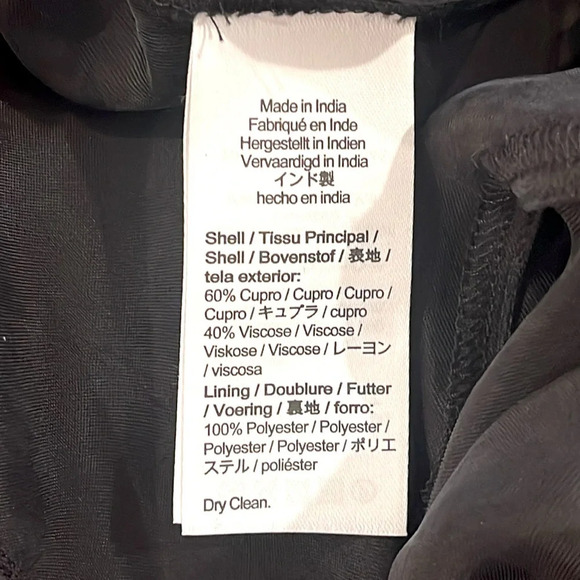 Made in India
Fabriqué en Inde
Hergestellt in Indien
Vervaardigd in India
インド製
hecho en india
Shell / Tissu Principal /
Shell / Bovenstof / 表地 /
tela exterior:
60% Cupro / Cupro / Cupro /
Cupro / キュプラ / cupro
40% Viscose / Viscose /
Viskose / Viscose / レーヨン
/ viscosa
Lining / Doublure / Futter
/ Voering / 裏地 / forro:
100% Polyester / Polyester /
Polyester / Polyester / ポリエ
ステル / poliéster
Dry Clean.